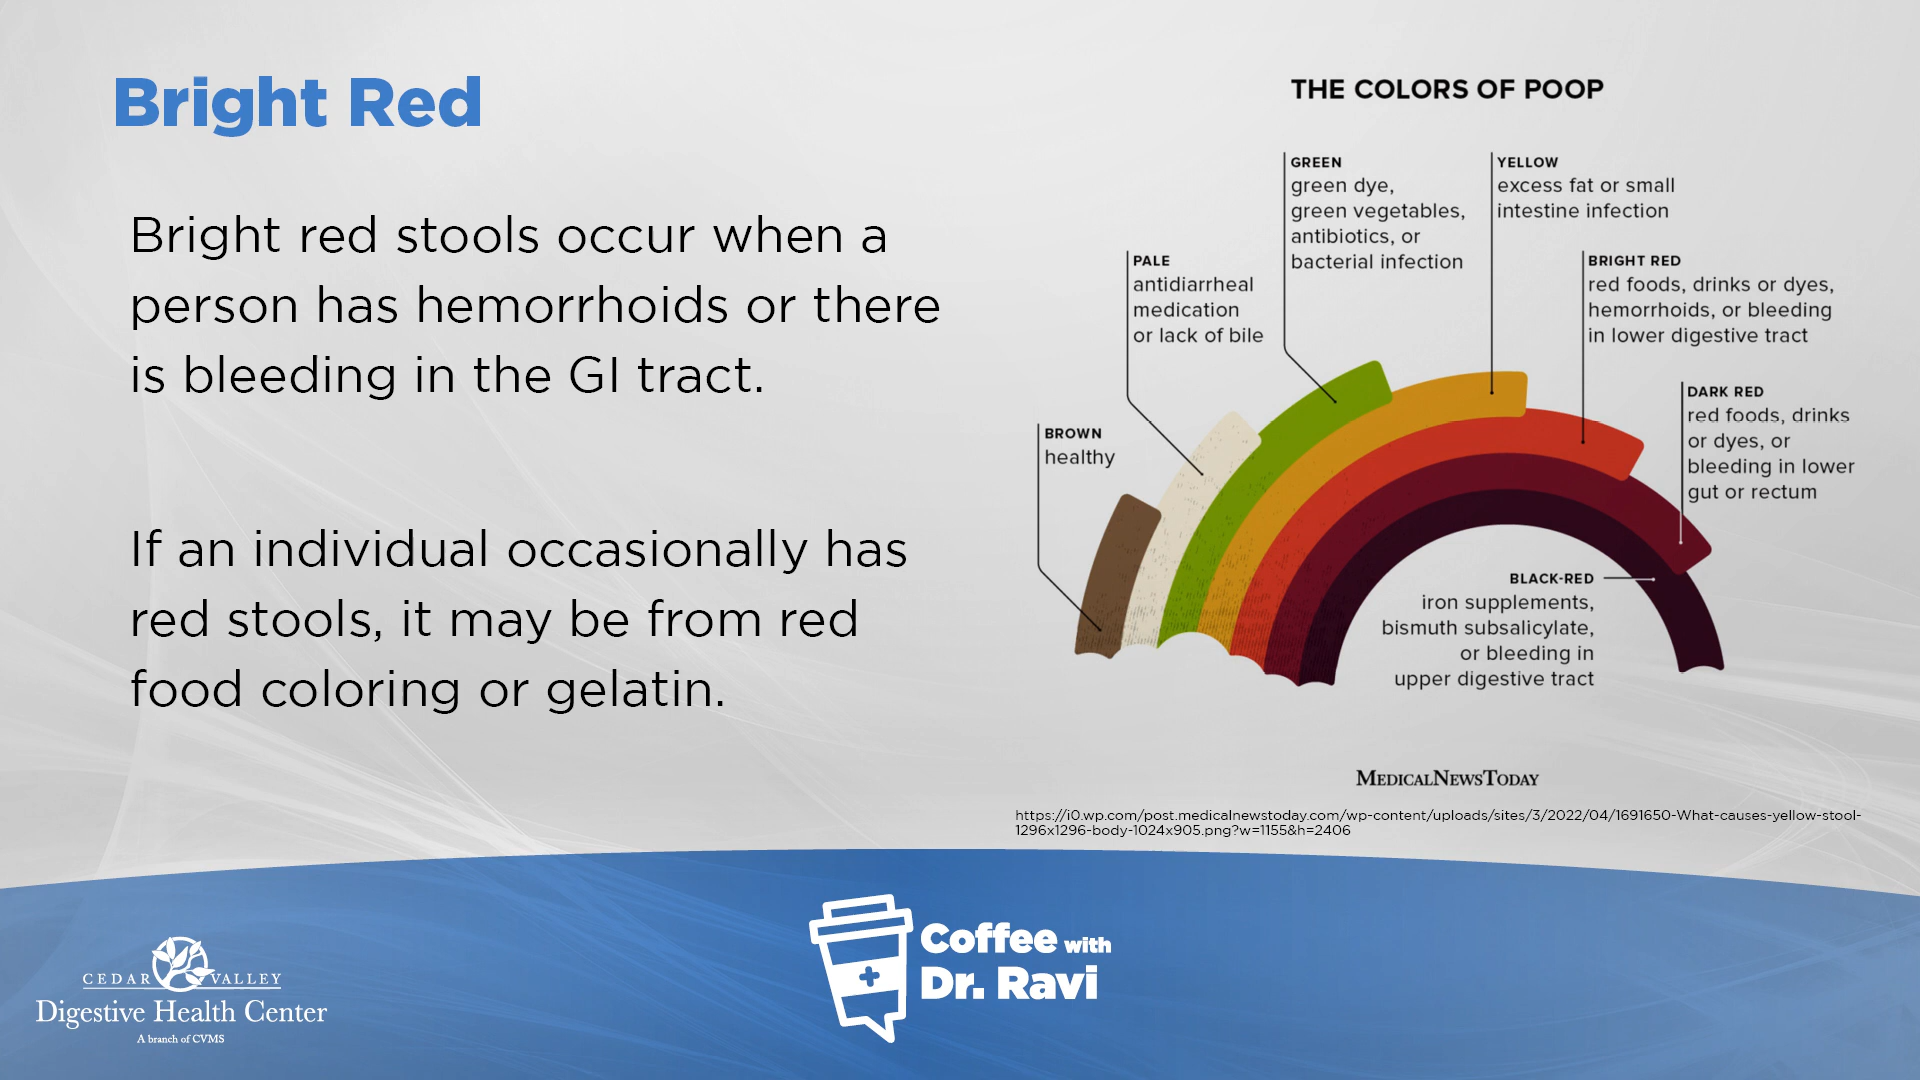 Bright Red
Bright red stools occur when a
person has hemorrhoids or there
is bleeding in the GI tract.
If an individual occasionally has
red stools, it may be from red
food coloring or gelatin.
THE COLORS OF POOP
BROWN
healthy
PALE
antidiarrheal
medication
or lack of bile
GREEN
green dye,
green vegetables,
antibiotics, or
bacterial infection
YELLOW
excess fat or small
intestine infection
BRIGHT RED
red foods, drinks or dyes,
hemorrhoids, or bleeding
in lower digestive tract
DARK RED
red foods, drinks
or dyes, or
bleeding in lower
gut or rectum
BLACK-RED
iron supplements,
bismuth subsalicylate,
or bleeding in
upper digestive tract
MEDICALNEWSTODAY
https://i0.wp.com/post.medicalnewstoday.com/wp-content/uploads/sites/3/2022/04/1691650-What-causes-yellow-stool-
1296x1296-body-1024x905.png?w=1155&h=2406
CEDAR VALLEY
Digestive Health Center
A branch of CVMS
Coffee with
Dr. Ravi